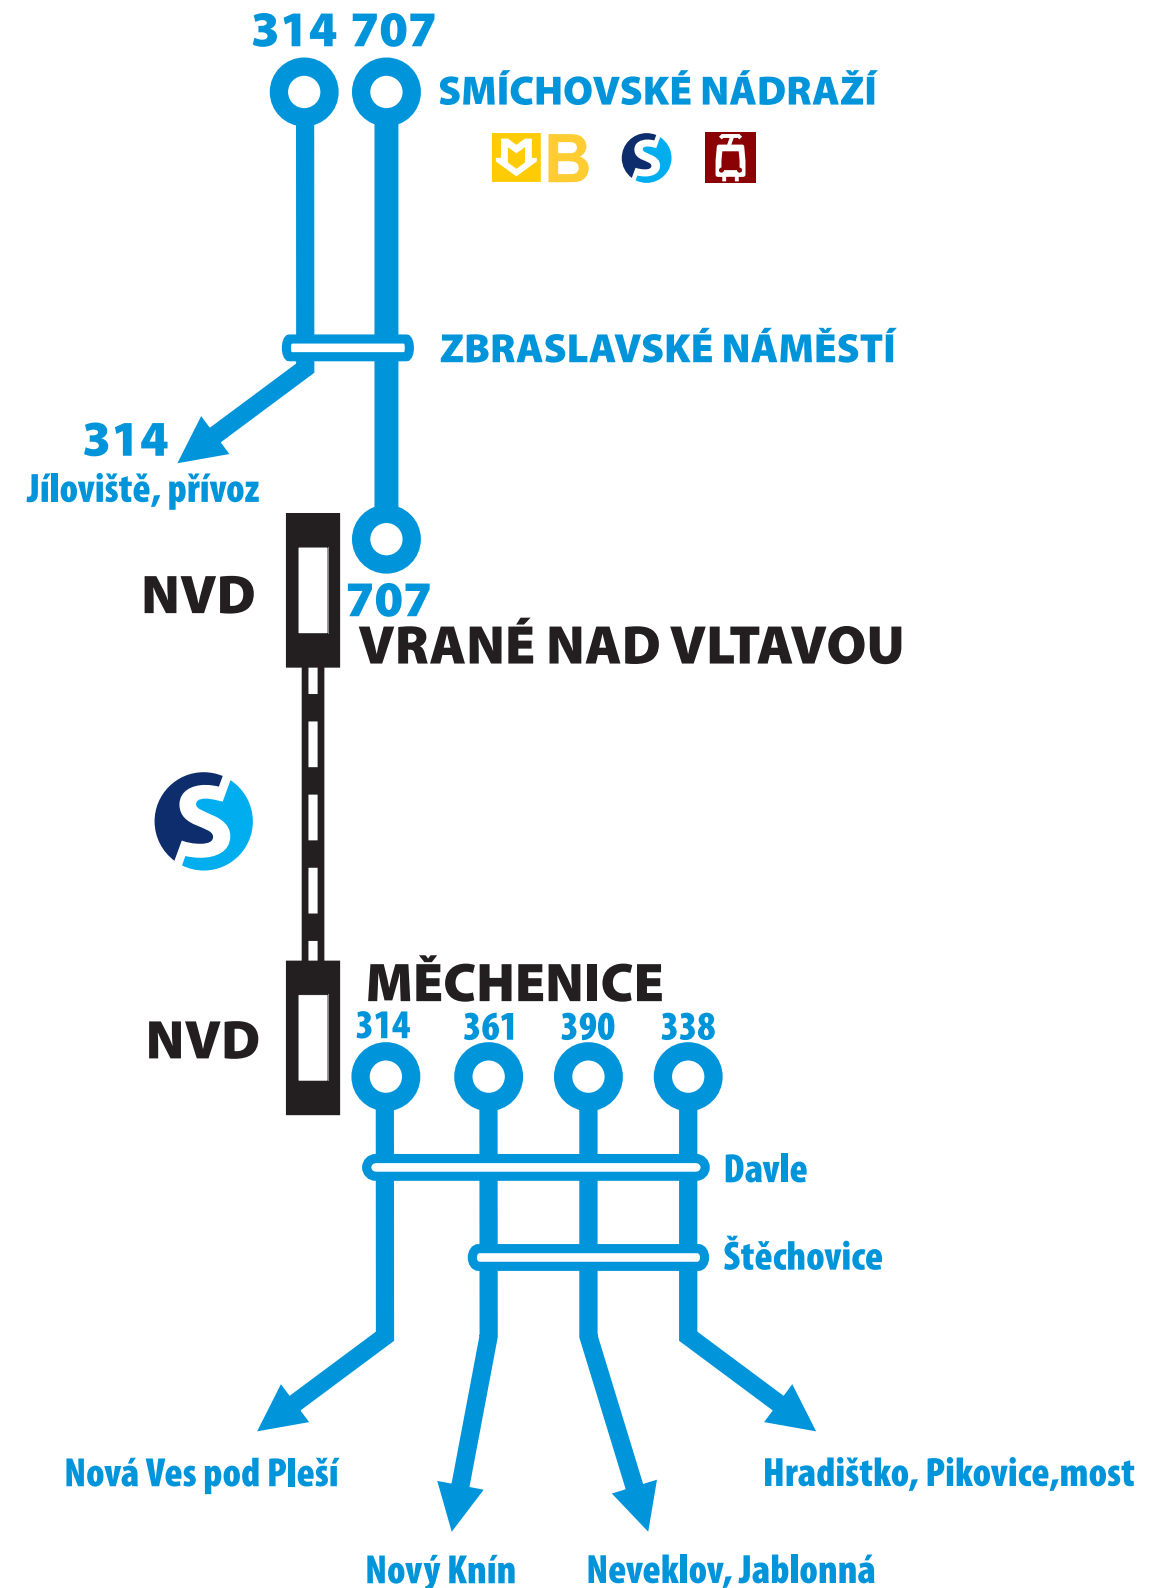 314 707
SMÍCHOVSKÉ NÁDRAŽÍ
B S
ZBRASLAVSKÉ NÁMĚSTÍ
314
Jíloviště, přívoz
NVD
707
VRANÉ NAD VLTAVOU
S
MĚCHENICE
314 361 390 338
NVD
Davle
Štěchovice
Nová Ves pod Pleší
Hradištko, Pikovice,most
Nový Knín
Neveklov, Jablonná